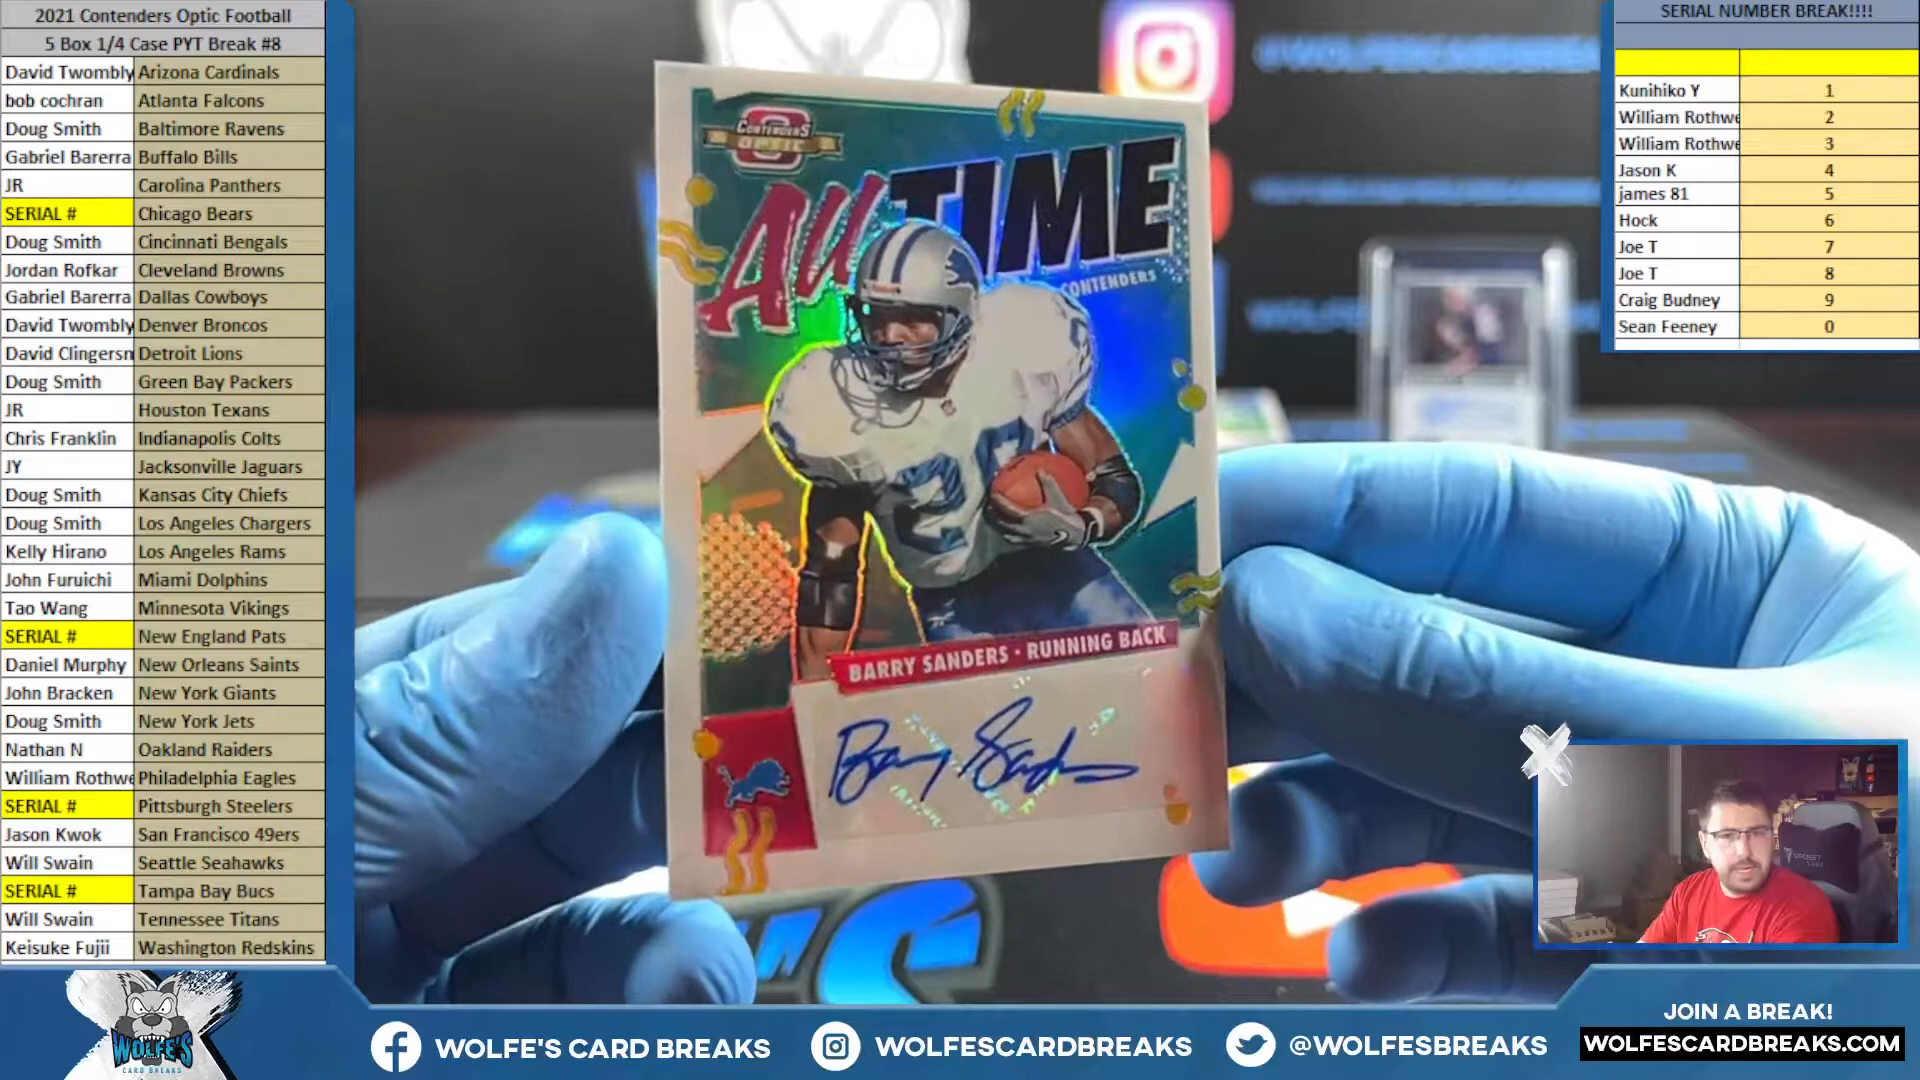 2021 Contenders Optic Football
5 Box 1/4 Case PYT Break #8
David Twombly Arizona Cardinals
bob cochran Atlanta Falcons
Doug Smith Baltimore Ravens
Gabriel Barerra Buffalo Bills
JR Carolina Panthers
SERIAL # Chicago Bears
Doug Smith Cincinnati Bengals
Jordan Rofkar Cleveland Browns
Gabriel Barerra Dallas Cowboys
David Twombly Denver Broncos
David Clingersn Detroit Lions
Doug Smith Green Bay Packers
JR Houston Texans
Chris Franklin Indianapolis Colts
JY Jacksonville Jaguars
Doug Smith Kansas City Chiefs
Doug Smith Los Angeles Chargers
Kelly Hirano Los Angeles Rams
John Furuichi Miami Dolphins
Tao Wang Minnesota Vikings
SERIAL # New England Pats
Daniel Murphy New Orleans Saints
John Bracken New York Giants
Doug Smith New York Jets
Nathan N Oakland Raiders
William Rothwe Philadelphia Eagles
SERIAL # Pittsburgh Steelers
Jason Kwok San Francisco 49ers
Will Swain Seattle Seahawks
SERIAL # Tampa Bay Bucs
Will Swain Tennessee Titans
Keisuke Fujii Washington Redskins
CONTENDERS
OPTIC
ALL TIME
CONTENDERS
20
BARRY SANDERS · RUNNING BACK
Barry Sanders
@WOLFESCARDBREAKS
SERIAL NUMBER BREAK!!!!
Kunihiko Y 1
William Rothwe 2
William Rothwe 3
Jason K 4
james 81 5
Hock 6
Joe T 7
Joe T 8
Craig Budney 9
Sean Feeney 0
WOLFE'S
CARD BREAKS
WOLFE'S CARD BREAKS
WOLFESCARDBREAKS
@WOLFESBREAKS
JOIN A BREAK!
WOLFESCARDBREAKS.COM